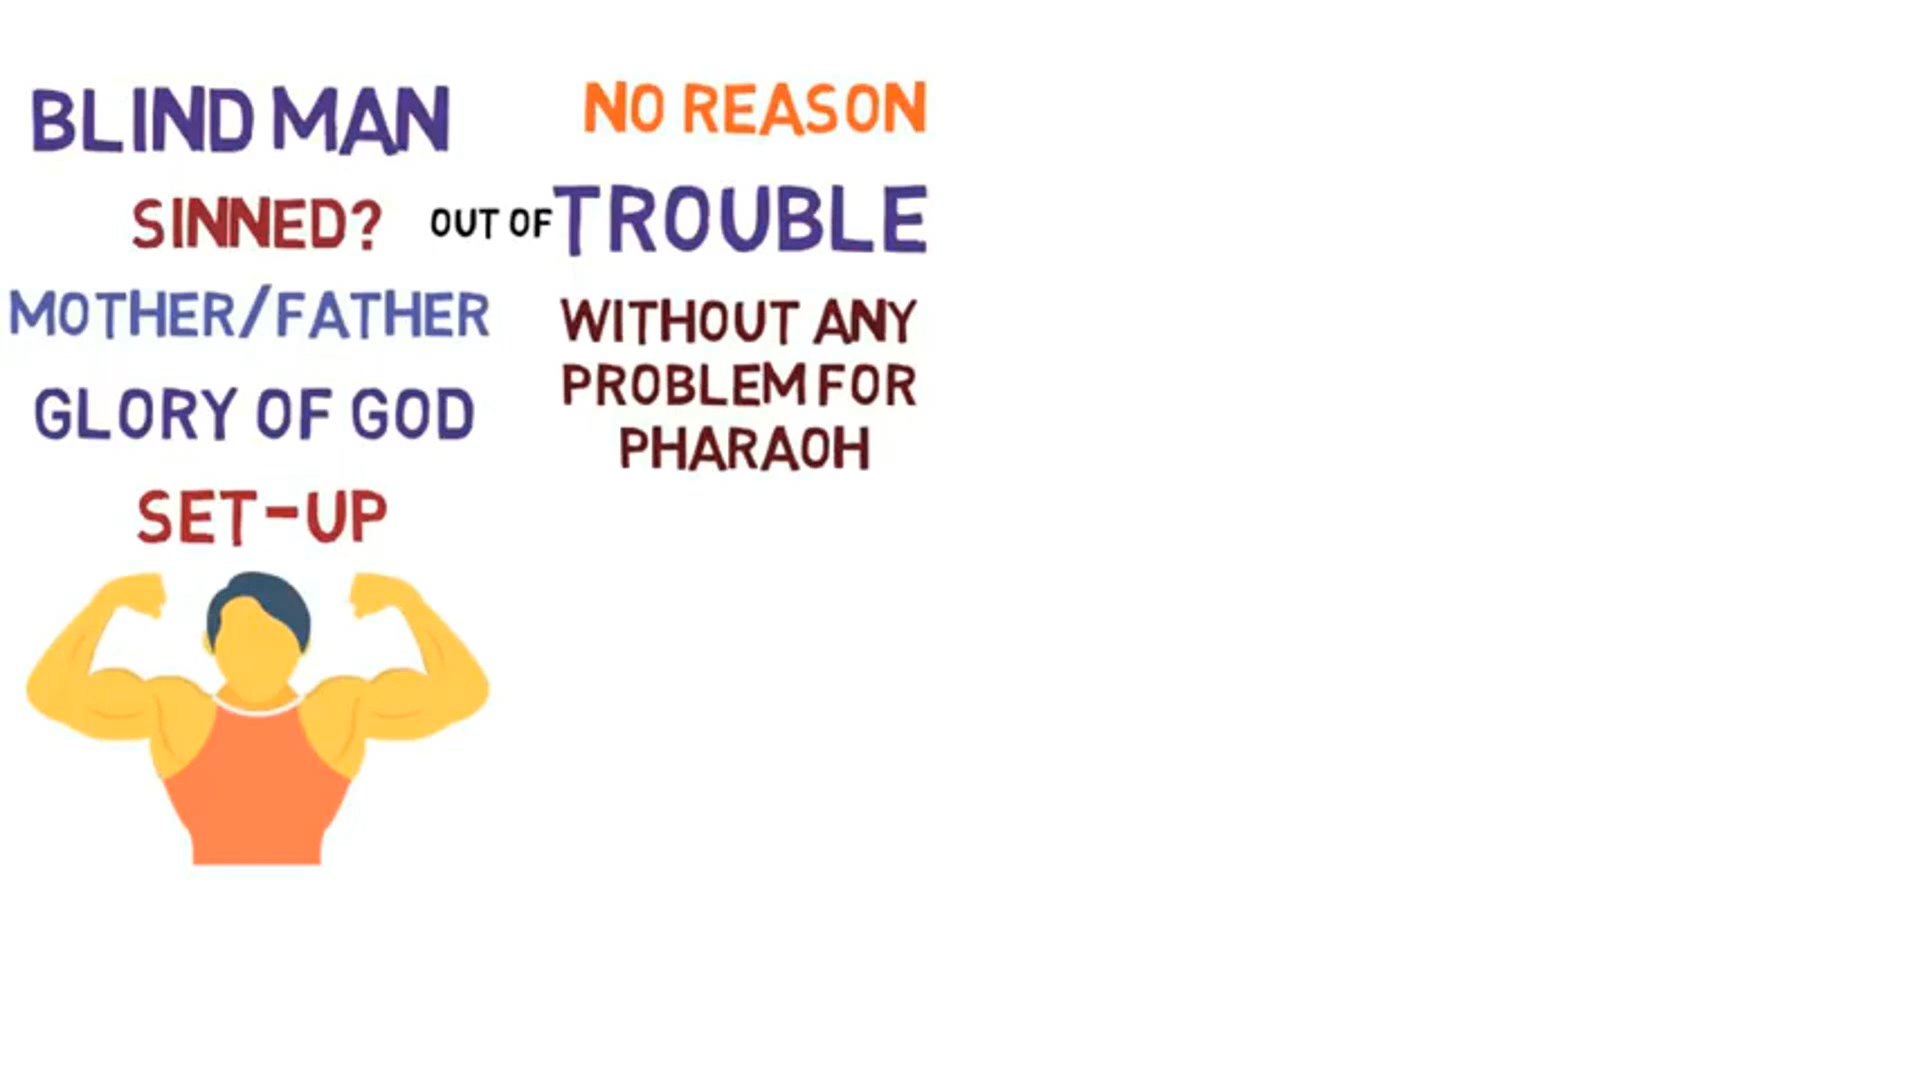 BLIND MAN
SINNED?
MOTHER/FATHER
GLORY OF GOD
SET-UP
NO REASON
OUT OF TROUBLE
WITHOUT ANY
PROBLEM FOR
PHARAOH